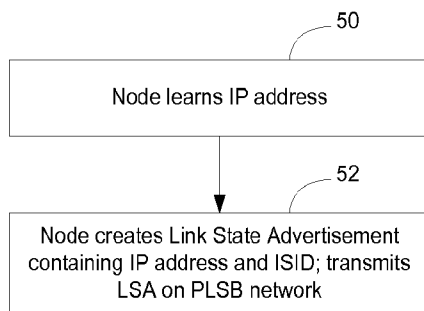 50
Node learns IP address
52
Node creates Link State Advertisement
containing IP address and ISID; transmits
LSA on PLSB network